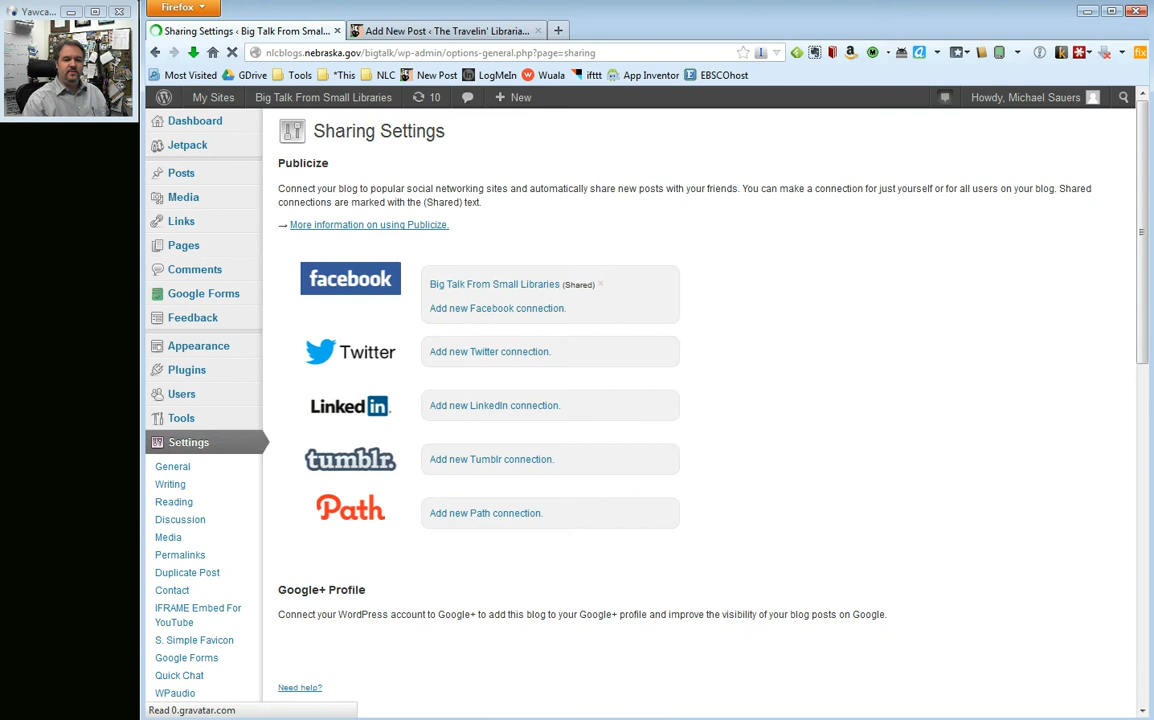 Yawca...
Firefox
Sharing Settings ‹ Big Talk From Smal...
Add New Post ‹ The Travelin' Libraria...
nlcblogs.nebraska.gov/bigtalk/wp-admin/options-general.php?page=sharing
Most Visited
GDrive
Tools
*This
NLC
New Post
LogMeIn
Wuala
ifttt
App Inventor
EBSCOhost
My Sites
Big Talk From Small Libraries
10
New
Howdy, Michael Sauers
Dashboard
Jetpack
Posts
Media
Links
Pages
Comments
Google Forms
Feedback
Appearance
Plugins
Users
Tools
Settings
General
Writing
Reading
Discussion
Media
Permalinks
Duplicate Post
Contact
IFRAME Embed For
YouTube
S. Simple Favicon
Google Forms
Quick Chat
WPaudio
Sharing Settings
Publicize
Connect your blog to popular social networking sites and automatically share new posts with your friends. You can make a connection for just yourself or for all users on your blog. Shared
connections are marked with the (Shared) text.
→ More information on using Publicize.
facebook
Big Talk From Small Libraries (Shared) ×
Add new Facebook connection.
Twitter
Add new Twitter connection.
Linked in
Add new LinkedIn connection.
tumblr.
Add new Tumblr connection.
Path
Add new Path connection.
Google+ Profile
Connect your WordPress account to Google+ to add this blog to your Google+ profile and improve the visibility of your blog posts on Google.
Need help?
Read 0.gravatar.com
fix